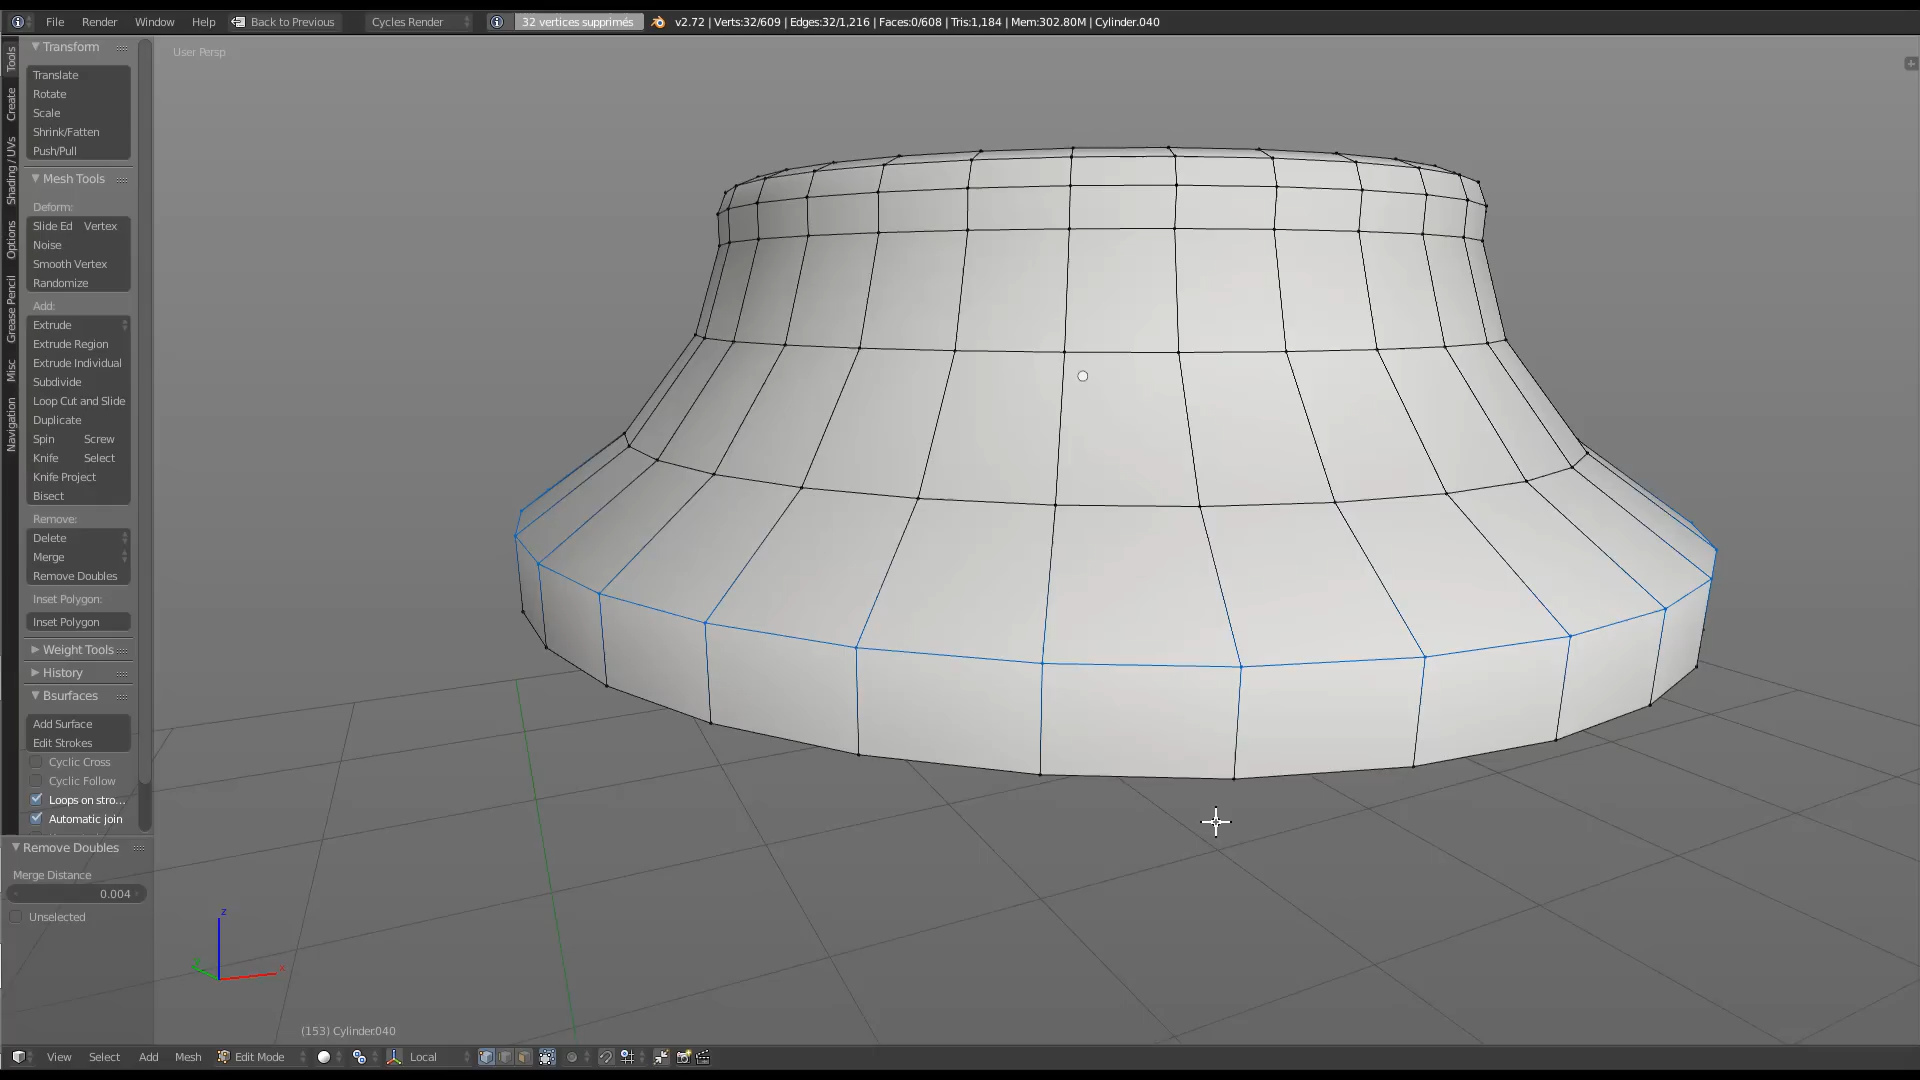 File Render Window Help Back to Previous Cycles Render 32 vertices supprimés v2.72 | Verts:32/609 | Edges:32/1,216 | Faces:0/608 | Tris:1,184 | Mem:302.80M | Cylinder.040
Tools
Create
Shading / UVs
Options
Grease Pencil
Misc
Navigation
Transform
Translate
Rotate
Scale
Shrink/Fatten
Push/Pull
Mesh Tools
Deform:
Slide Ed Vertex
Noise
Smooth Vertex
Randomize
Add:
Extrude
Extrude Region
Extrude Individual
Subdivide
Loop Cut and Slide
Duplicate
Spin Screw
Knife Select
Knife Project
Bisect
Remove:
Delete
Merge
Remove Doubles
Inset Polygon:
Inset Polygon
Weight Tools
History
Bsurfaces
Add Surface
Edit Strokes
Cyclic Cross
Cyclic Follow
Loops on stro...
Automatic join
Remove Doubles
Merge Distance
0.004
Unselected
User Persp
z
y
x
(153) Cylinder.040
View Select Add Mesh Edit Mode Local